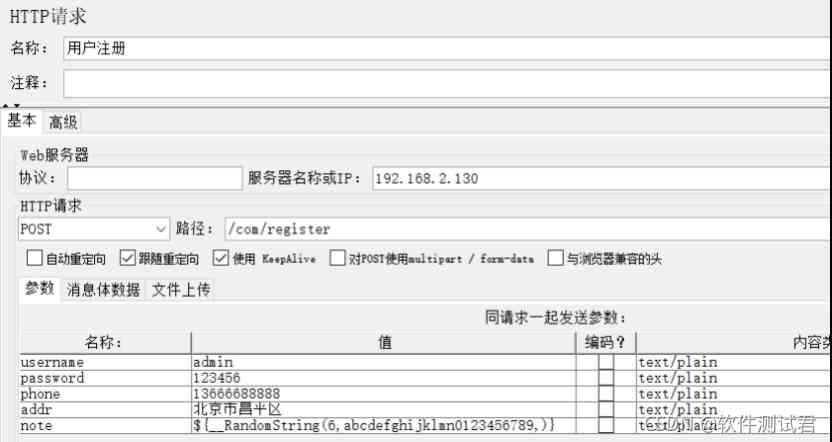 HTTP请求
名称： 用户注册
注释：
基本 高级
Web服务器
协议： 服务器名称或IP： 192.168.2.130
HTTP请求
POST 路径： /com/register
自动重定向 跟随重定向 使用 KeepAlive 对POST使用multipart / form-data 与浏览器兼容的头
参数 消息体数据 文件上传
同请求一起发送参数：
名称： 值 编码？ 内容类
username admin text/plain
password 123456 text/plain
phone 13666688888 text/plain
addr 北京市昌平区 text/plain
note ${__RandomString(6,abcdefghijklmn0123456789,)} text/plain
CSDN @软件测试君